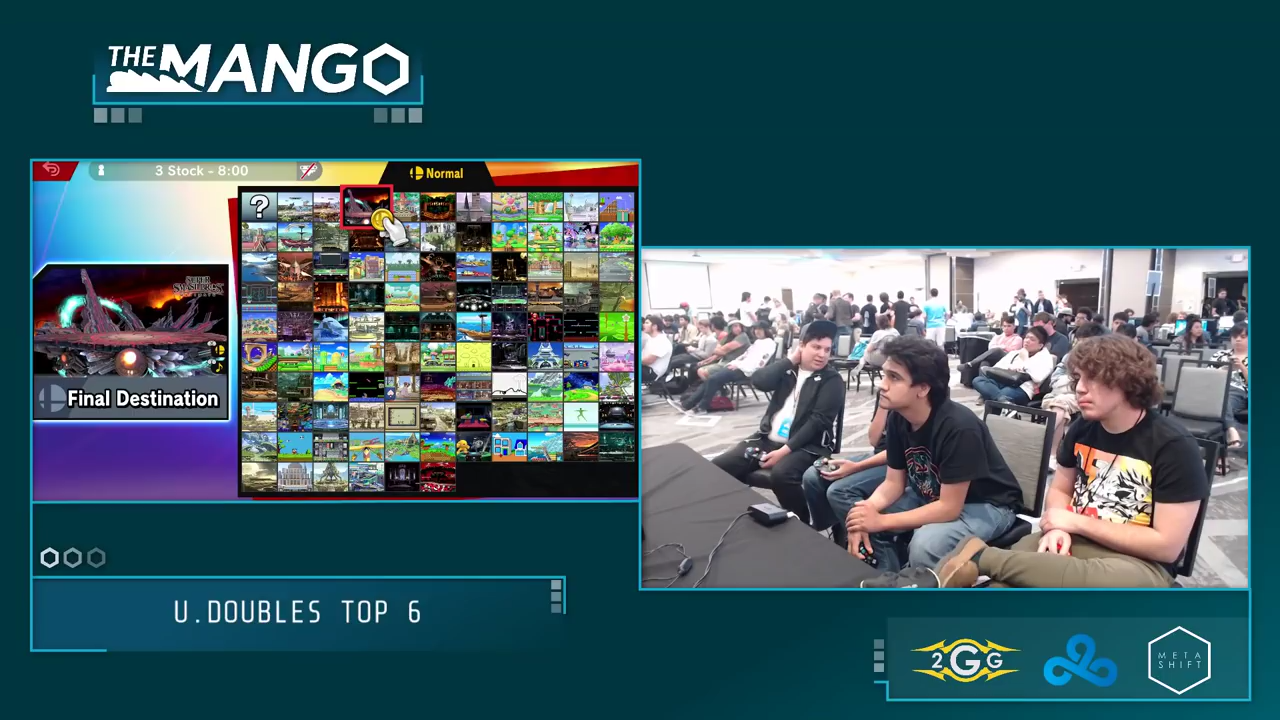 THE MANGO
3 Stock - 8:00
Normal
?
SUPER
SMASH BROS.
Final Destination
U.DOUBLES TOP 6
2GG
META
SHIFT